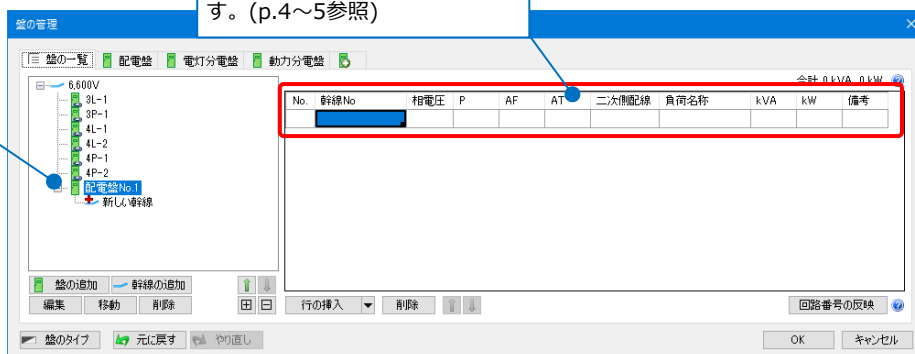 す。(p.4～5参照)
盤の管理
盤の一覧 配電盤 電灯分電盤 動力分電盤
合計 0 kVA 0 kW
6,600V
3L-1
3P-1
4L-1
4L-2
4P-1
4P-2
配電盤No.1
新しい幹線
No. 幹線No 相電圧 P AF AT 二次側配線 負荷名称 kVA kW 備考
盤の追加 幹線の追加
編集 移動 削除 行の挿入 削除 回路番号の反映
盤のタイプ 元に戻す やり直し OK キャンセル